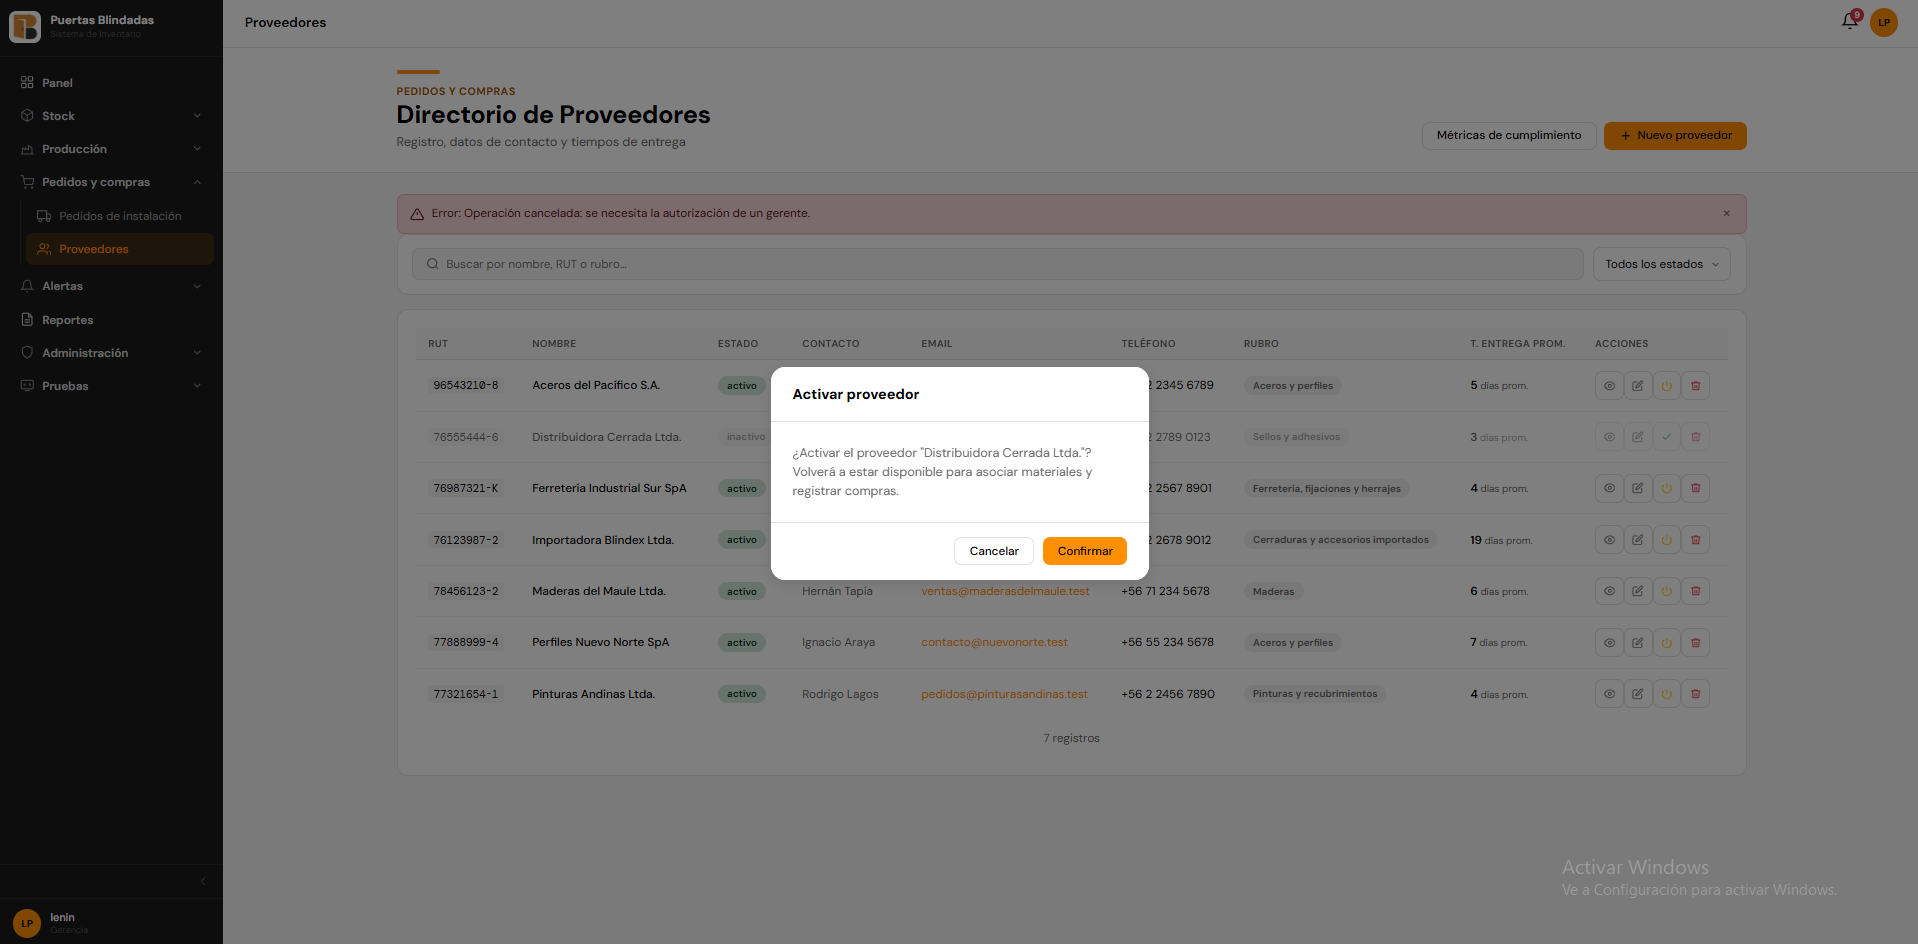 Puertas Blindadas
Sistema de Inventario
Panel
Stock
Producción
Pedidos y compras
Pedidos de instalación
Proveedores
Alertas
Reportes
Administración
Pruebas
LP
lenin
Gerencia
Proveedores
9
LP
PEDIDOS Y COMPRAS
Directorio de Proveedores
Registro, datos de contacto y tiempos de entrega
Métricas de cumplimiento
+ Nuevo proveedor
Error: Operación cancelada: se necesita la autorización de un gerente.
Buscar por nombre, RUT o rubro...
Todos los estados
RUT NOMBRE ESTADO CONTACTO EMAIL TELÉFONO RUBRO T. ENTREGA PROM. ACCIONES
96543210-8 Aceros del Pacífico S.A. activo 2 2345 6789 Aceros y perfiles 5 días prom.
76555444-6 Distribuidora Cerrada Ltda. inactivo 2 2789 0123 Sellos y adhesivos 3 días prom.
76987321-K Ferretería Industrial Sur SpA activo 2 2567 8901 Ferretería, fijaciones y herrajes 4 días prom.
76123987-2 Importadora Blindex Ltda. activo 2 2678 9012 Cerraduras y accesorios importados 19 días prom.
78456123-2 Maderas del Maule Ltda. activo Hernán Tapia ventas@maderasdelmaule.test +56 71 234 5678 Maderas 6 días prom.
77888999-4 Perfiles Nuevo Norte SpA activo Ignacio Araya contacto@nuevonorte.test +56 55 234 5678 Aceros y perfiles 7 días prom.
77321654-1 Pinturas Andinas Ltda. activo Rodrigo Lagos pedidos@pinturasandinas.test +56 2 2456 7890 Pinturas y recubrimientos 4 días prom.
7 registros
Activar proveedor
¿Activar el proveedor "Distribuidora Cerrada Ltda."?
Volverá a estar disponible para asociar materiales y
registrar compras.
Cancelar
Confirmar
Activar Windows
Ve a Configuración para activar Windows.